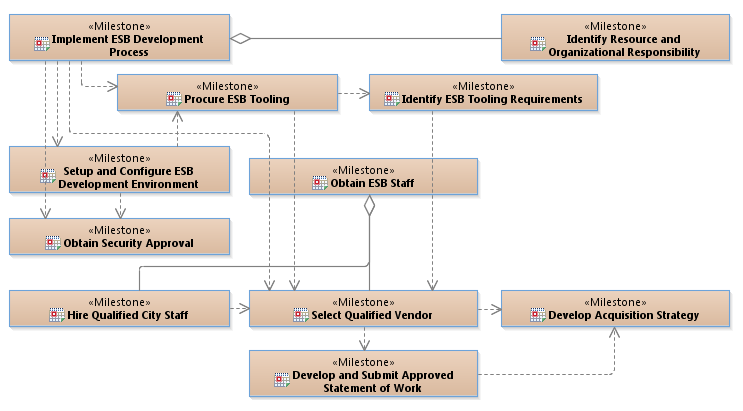 «Milestone»
Implement ESB Development
Process
«Milestone»
Identify Resource and
Organizational Responsibility
«Milestone»
Procure ESB Tooling
«Milestone»
Identify ESB Tooling Requirements
«Milestone»
Setup and Configure ESB
Development Environment
«Milestone»
Obtain ESB Staff
«Milestone»
Obtain Security Approval
«Milestone»
Hire Qualified City Staff
«Milestone»
Select Qualified Vendor
«Milestone»
Develop Acquisition Strategy
«Milestone»
Develop and Submit Approved
Statement of Work